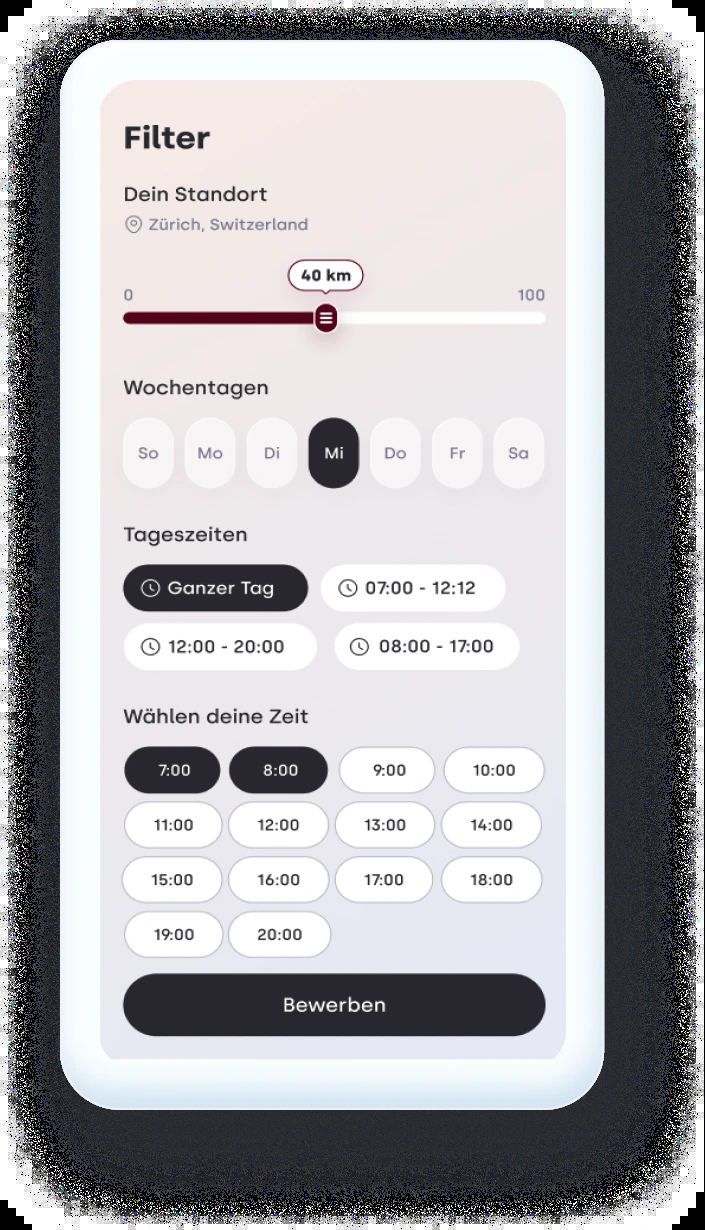 Filter
Dein Standort
Zürich, Switzerland
40 km
0 100
Wochentagen
So Mo Di Mi Do Fr Sa
Tageszeiten
Ganzer Tag 07:00 - 12:12
12:00 - 20:00 08:00 - 17:00
Wählen deine Zeit
7:00 8:00 9:00 10:00
11:00 12:00 13:00 14:00
15:00 16:00 17:00 18:00
19:00 20:00
Bewerben